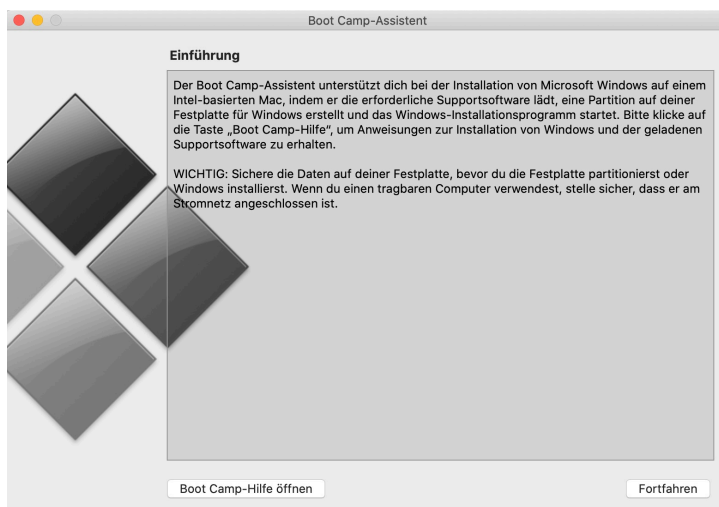 Boot Camp-Assistent
Einführung
Der Boot Camp-Assistent unterstützt dich bei der Installation von Microsoft Windows auf einem
Intel-basierten Mac, indem er die erforderliche Supportsoftware lädt, eine Partition auf deiner
Festplatte für Windows erstellt und das Windows-Installationsprogramm startet. Bitte klicke auf
die Taste „Boot Camp-Hilfe“, um Anweisungen zur Installation von Windows und der geladenen
Supportsoftware zu erhalten.
WICHTIG: Sichere die Daten auf deiner Festplatte, bevor du die Festplatte partitionierst oder
Windows installierst. Wenn du einen tragbaren Computer verwendest, stelle sicher, dass er am
Stromnetz angeschlossen ist.
Boot Camp-Hilfe öffnen
Fortfahren